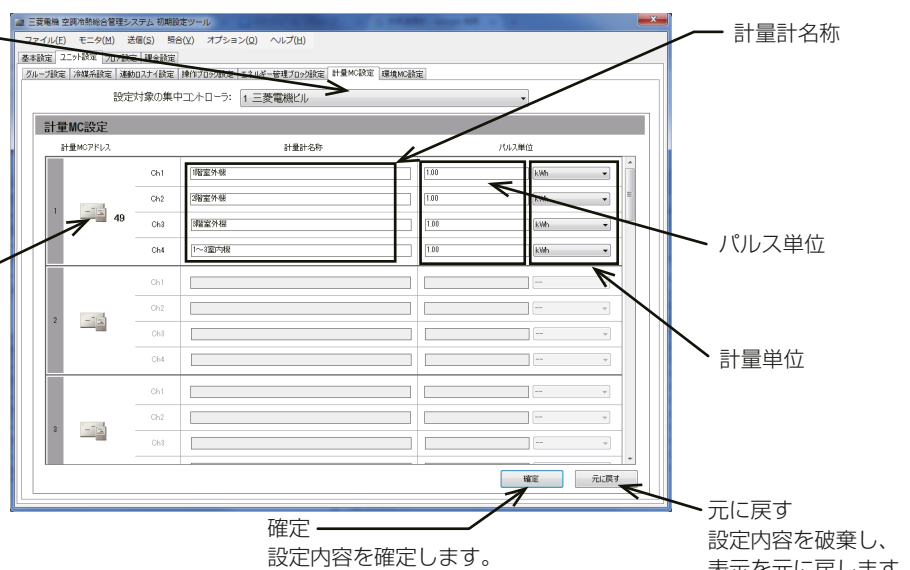 三菱電機 空調冷熱総合管理システム 初期設定ツール
ファイル(F) モニタ(M) 送信(S) 照合(V) オプション(O) ヘルプ(H)
基本設定 ユニット設定 フロア設定 課金設定
グループ設定 冷媒系設定 連動ロスナイ設定 操作ブロック設定 エネルギー管理ブロック設定 計量MC設定 環境MC設定
設定対象の集中コントローラ: 1 三菱電機ビル
計量MC設定
計量MCアドレス 計量計名称 パルス単位
1 49
Ch1 1階室外機 1.00 kWh
Ch2 2階室外機 1.00 kWh
Ch3 3階室外機 1.00 kWh
Ch4 1～3室内機 1.00 kWh
2
Ch1 --
Ch2 --
Ch3 --
Ch4 --
3
Ch1 --
Ch2 --
Ch3 --
確定 元に戻す
計量計名称
パルス単位
計量単位
確定
設定内容を確定します。
元に戻す
設定内容を破棄し、
表示を元に戻します